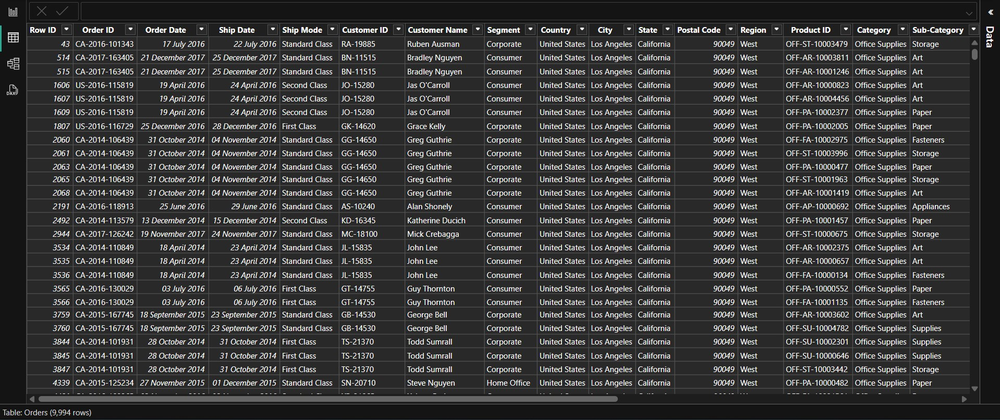 Row ID Order ID Order Date Ship Date Ship Mode Customer ID Customer Name Segment Country City State Postal Code Region Product ID Category Sub-Category
43 CA-2016-101343 17 July 2016 22 July 2016 Standard Class RA-19885 Ruben Ausman Corporate United States Los Angeles California 90049 West OFF-ST-10003479 Office Supplies Storage
514 CA-2017-163405 21 December 2017 25 December 2017 Standard Class BN-11515 Bradley Nguyen Consumer United States Los Angeles California 90049 West OFF-AR-10003811 Office Supplies Art
515 CA-2017-163405 21 December 2017 25 December 2017 Standard Class BN-11515 Bradley Nguyen Consumer United States Los Angeles California 90049 West OFF-AR-10001246 Office Supplies Art
1606 US-2016-115819 19 April 2016 24 April 2016 Second Class JO-15280 Jas O'Carroll Consumer United States Los Angeles California 90049 West OFF-AR-10000823 Office Supplies Art
1607 US-2016-115819 19 April 2016 24 April 2016 Second Class JO-15280 Jas O'Carroll Consumer United States Los Angeles California 90049 West OFF-AR-10004456 Office Supplies Art
1609 US-2016-115819 19 April 2016 24 April 2016 Second Class JO-15280 Jas O'Carroll Consumer United States Los Angeles California 90049 West OFF-PA-10002377 Office Supplies Paper
1807 US-2016-116729 25 December 2016 28 December 2016 First Class GK-14620 Grace Kelly Corporate United States Los Angeles California 90049 West OFF-PA-10002005 Office Supplies Paper
2060 CA-2014-106439 31 October 2014 04 November 2014 Standard Class GG-14650 Greg Guthrie Corporate United States Los Angeles California 90049 West OFF-FA-10002975 Office Supplies Fasteners
2061 CA-2014-106439 31 October 2014 04 November 2014 Standard Class GG-14650 Greg Guthrie Corporate United States Los Angeles California 90049 West OFF-ST-10003996 Office Supplies Storage
2063 CA-2014-106439 31 October 2014 04 November 2014 Standard Class GG-14650 Greg Guthrie Corporate United States Los Angeles California 90049 West OFF-PA-10000477 Office Supplies Paper
2065 CA-2014-106439 31 October 2014 04 November 2014 Standard Class GG-14650 Greg Guthrie Corporate United States Los Angeles California 90049 West OFF-ST-10001963 Office Supplies Storage
2068 CA-2014-106439 31 October 2014 04 November 2014 Standard Class GG-14650 Greg Guthrie Corporate United States Los Angeles California 90049 West OFF-AR-10001419 Office Supplies Art
2191 CA-2016-118913 25 June 2016 29 June 2016 Standard Class AS-10240 Alan Shonely Consumer United States Los Angeles California 90049 West OFF-AP-10000692 Office Supplies Appliances
2492 CA-2014-113579 13 December 2014 15 December 2014 Second Class KD-16345 Katherine Ducich Consumer United States Los Angeles California 90049 West OFF-PA-10001457 Office Supplies Paper
2944 CA-2017-126242 19 November 2017 24 November 2017 Standard Class MC-18100 Mick Crebagga Consumer United States Los Angeles California 90049 West OFF-ST-10000675 Office Supplies Storage
3534 CA-2014-110849 18 April 2014 23 April 2014 Standard Class JL-15835 John Lee Consumer United States Los Angeles California 90049 West OFF-AR-10002375 Office Supplies Art
3535 CA-2014-110849 18 April 2014 23 April 2014 Standard Class JL-15835 John Lee Consumer United States Los Angeles California 90049 West OFF-AR-10000657 Office Supplies Art
3536 CA-2014-110849 18 April 2014 23 April 2014 Standard Class JL-15835 John Lee Consumer United States Los Angeles California 90049 West OFF-FA-10000134 Office Supplies Fasteners
3565 CA-2016-130029 03 July 2016 06 July 2016 First Class GT-14755 Guy Thornton Consumer United States Los Angeles California 90049 West OFF-PA-10000552 Office Supplies Paper
3566 CA-2016-130029 03 July 2016 06 July 2016 First Class GT-14755 Guy Thornton Consumer United States Los Angeles California 90049 West OFF-FA-10001135 Office Supplies Fasteners
3759 CA-2015-167745 18 September 2015 23 September 2015 Standard Class GB-14530 George Bell Corporate United States Los Angeles California 90049 West OFF-AR-10003602 Office Supplies Art
3760 CA-2015-167745 18 September 2015 23 September 2015 Standard Class GB-14530 George Bell Corporate United States Los Angeles California 90049 West OFF-SU-10004782 Office Supplies Supplies
3844 CA-2014-101931 28 October 2014 31 October 2014 First Class TS-21370 Todd Sumrall Corporate United States Los Angeles California 90049 West OFF-SU-10002301 Office Supplies Supplies
3845 CA-2014-101931 28 October 2014 31 October 2014 First Class TS-21370 Todd Sumrall Corporate United States Los Angeles California 90049 West OFF-SU-10000646 Office Supplies Supplies
3847 CA-2014-101931 28 October 2014 31 October 2014 First Class TS-21370 Todd Sumrall Corporate United States Los Angeles California 90049 West OFF-ST-10003442 Office Supplies Storage
4339 CA-2015-125234 27 November 2015 01 December 2015 Standard Class SN-20710 Steve Nguyen Home Office United States Los Angeles California 90049 West OFF-PA-10000482 Office Supplies Paper
Table: Orders (9,994 rows)
Data
DAX